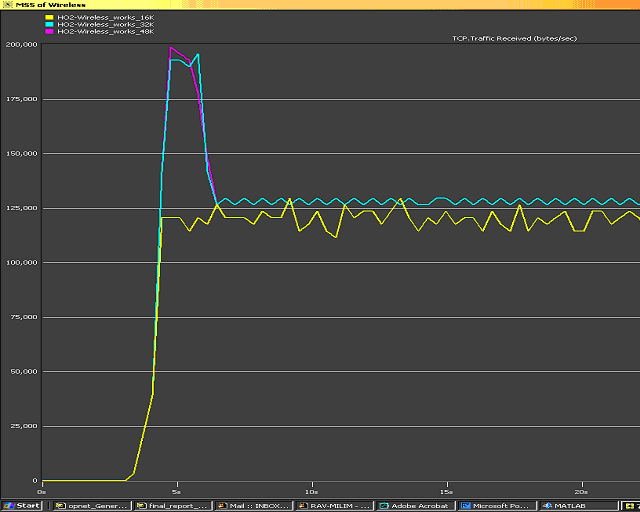 MSS of Wireless
HO2-Wireless_works_16K
HO2-Wireless_works_32K
HO2-Wireless_works_48K
TCP.Traffic Received (bytes/sec)
200,000
175,000
150,000
125,000
100,000
75,000
50,000
25,000
0
0s 5s 10s 15s 20s
Start opnet_Gener... final_report_... Mail :: INBOX... RAV-MILIM - ... Adobe Acrobat Microsoft Po... MATLAB